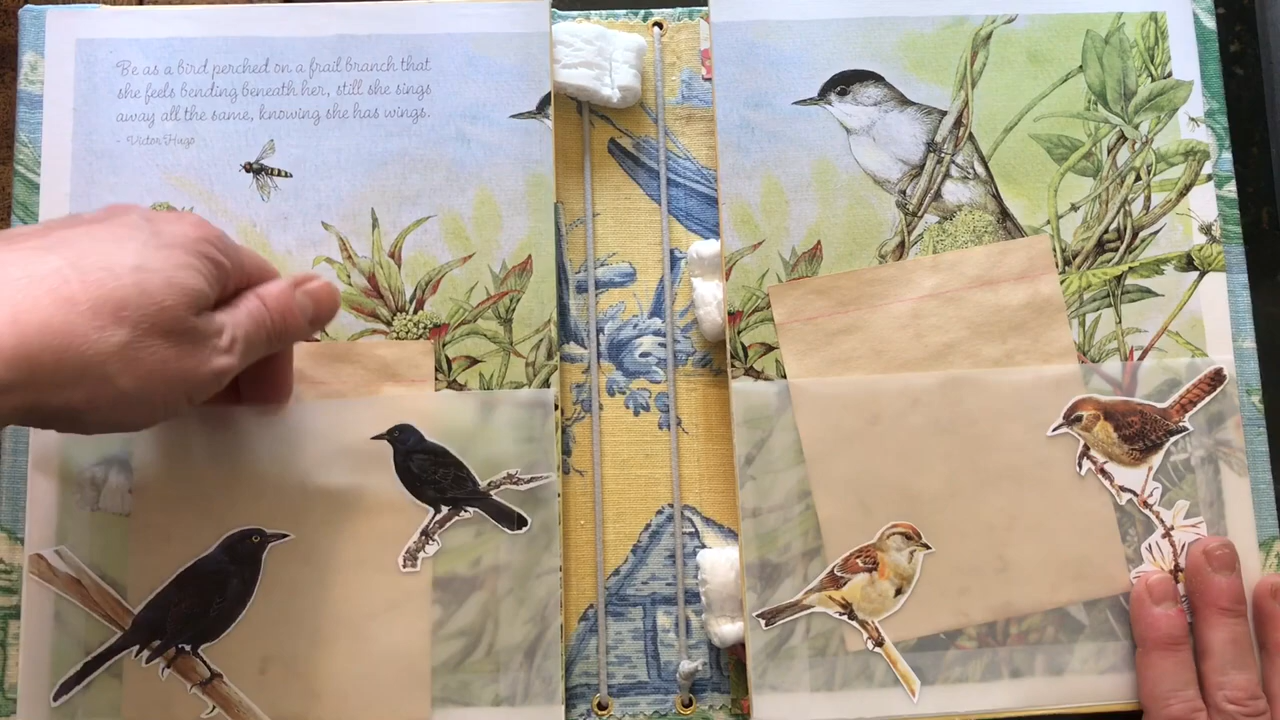 Be as a bird perched on a frail branch that
she feels bending beneath her, still she sings
away all the same, knowing she has wings.
- Victor Hugo